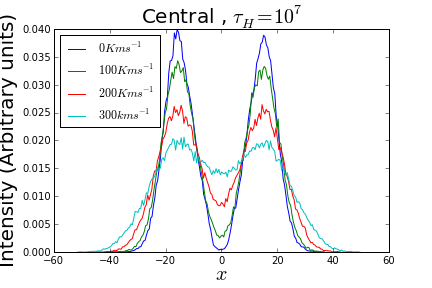 Central , τ_H = 10^7
Intensity (Arbitrary units)
0Kms^{-1}
100Kms^{-1}
200Kms^{-1}
300kms^{-1}
0.040
0.035
0.030
0.025
0.020
0.015
0.010
0.005
0.000
−60 −40 −20 0 20 40 60
x